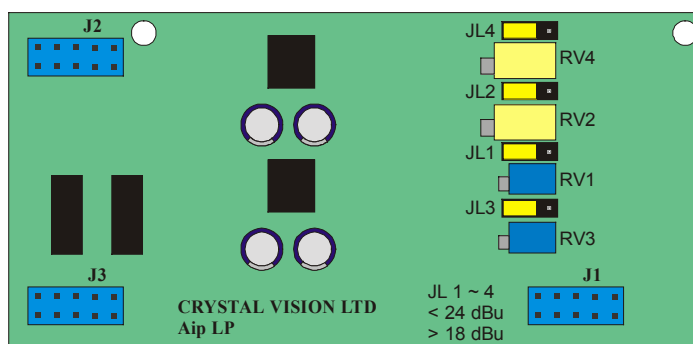 J2
JL4
RV4
JL2
RV2
JL1
RV1
JL3
RV3
J3
J1
CRYSTAL VISION LTD
Aip LP
JL 1 ~ 4
< 24 dBu
> 18 dBu